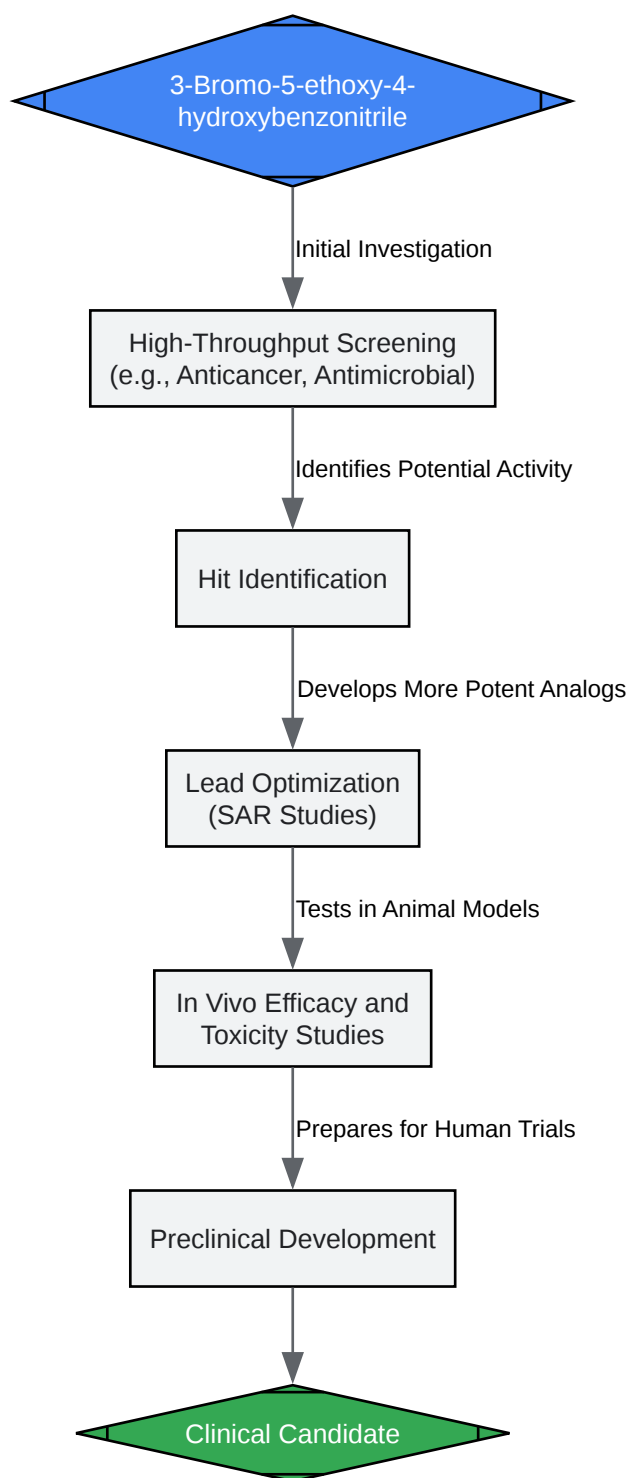 3-Bromo-5-ethoxy-4-
hydroxybenzonitrile
Initial Investigation
High-Throughput Screening
(e.g., Anticancer, Antimicrobial)
Identifies Potential Activity
Hit Identification
Develops More Potent Analogs
Lead Optimization
(SAR Studies)
Tests in Animal Models
In Vivo Efficacy and
Toxicity Studies
Prepares for Human Trials
Preclinical Development
Clinical Candidate